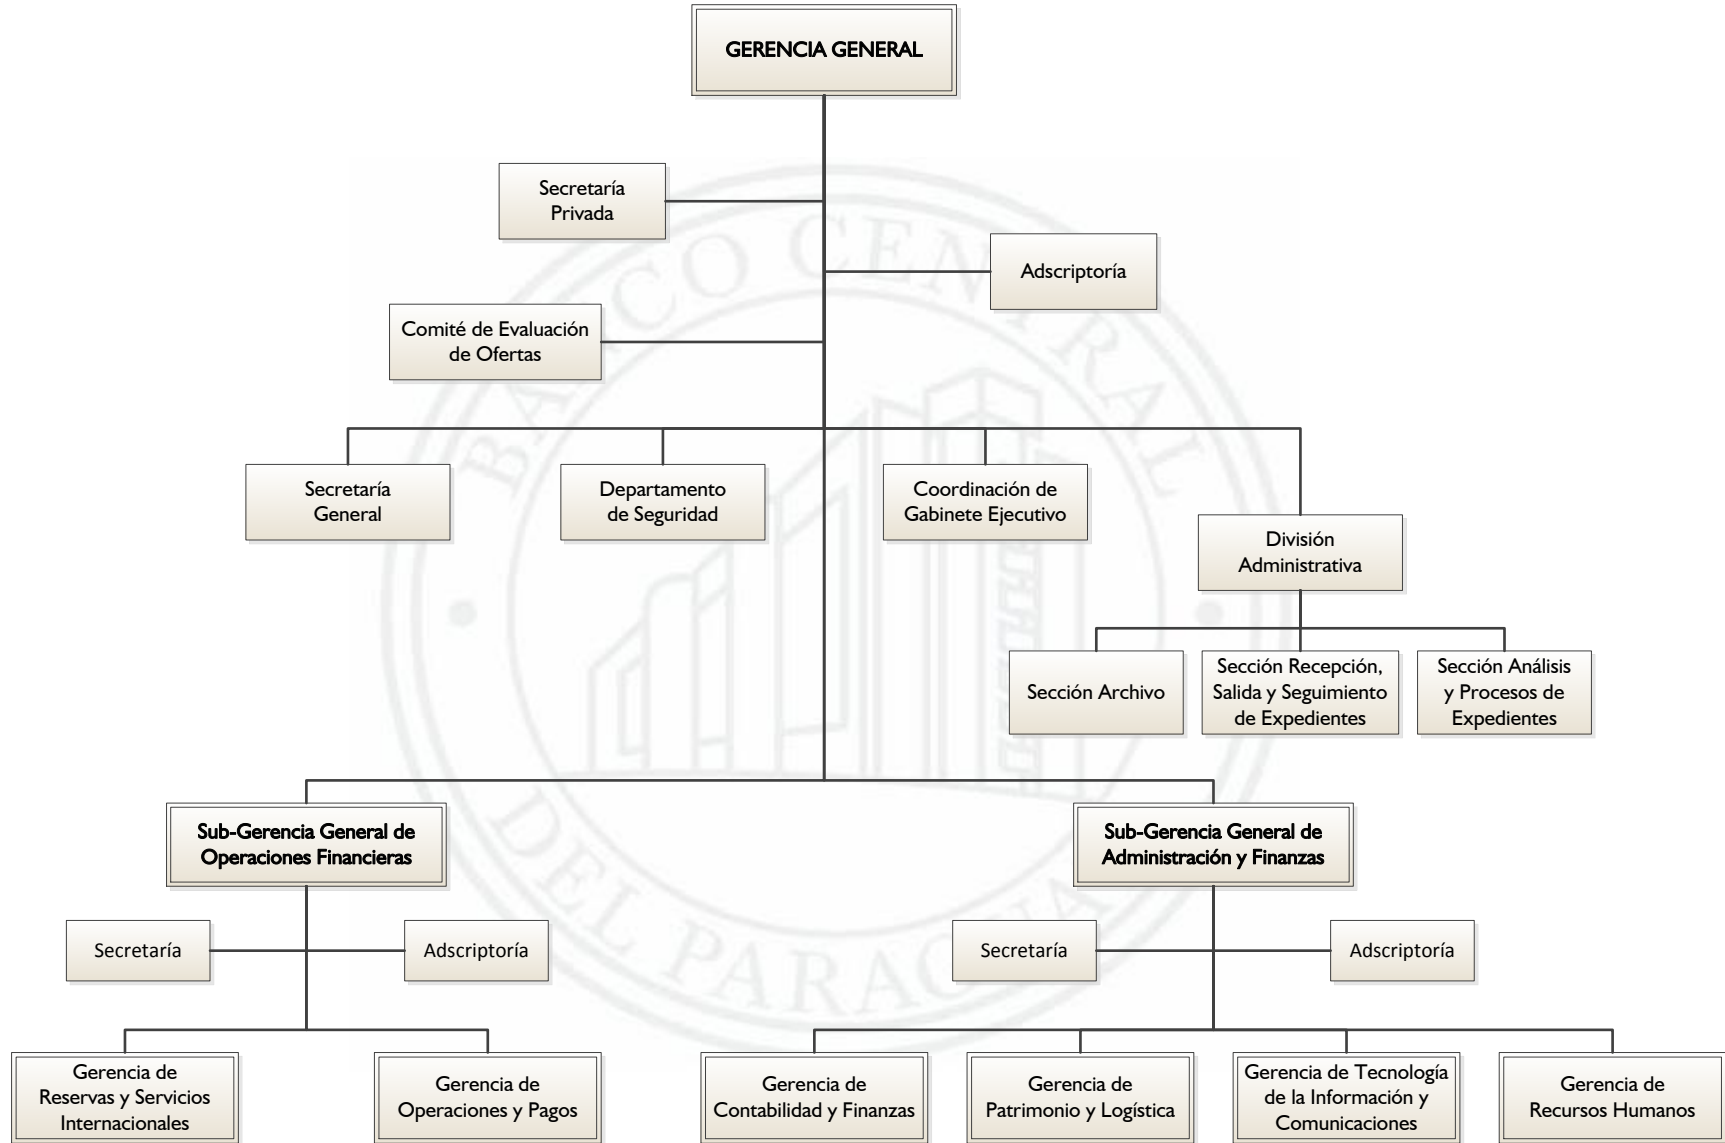 GERENCIA GENERAL
Secretaría
Privada
Adscriptoría
Comité de Evaluación
de Ofertas
Secretaría
General
Departamento
de Seguridad
Coordinación de
Gabinete Ejecutivo
División
Administrativa
Sección Archivo
Sección Recepción,
Salida y Seguimiento
de Expedientes
Sección Análisis
y Procesos de
Expedientes
Sub-Gerencia General de
Operaciones Financieras
Sub-Gerencia General de
Administración y Finanzas
Secretaría
Adscriptoría
Secretaría
Adscriptoría
Gerencia de
Reservas y Servicios
Internacionales
Gerencia de
Operaciones y Pagos
Gerencia de
Contabilidad y Finanzas
Gerencia de
Patrimonio y Logística
Gerencia de Tecnología
de la Información y
Comunicaciones
Gerencia de
Recursos Humanos
BANCO CENTRAL
DEL PARAGUAY